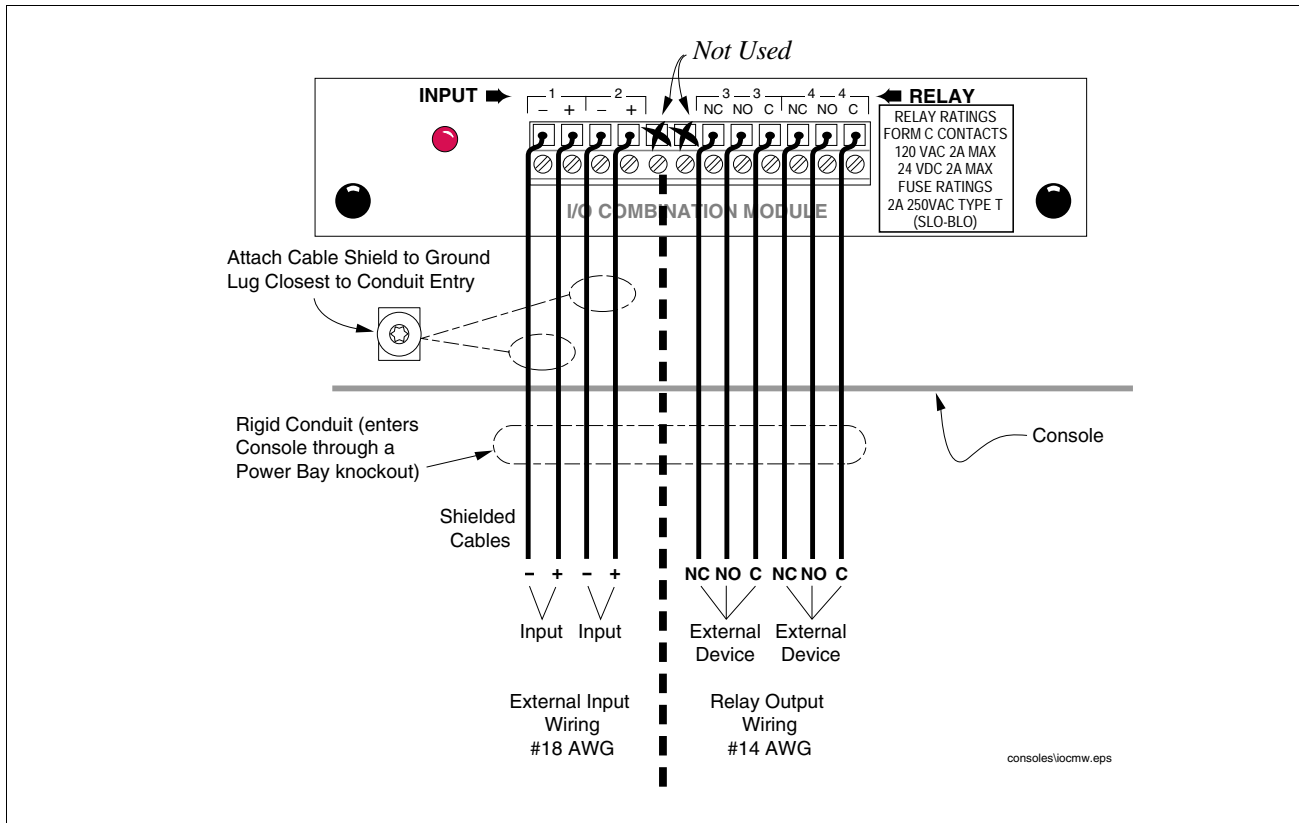 Not Used
INPUT 1 2 3 3 4 4 RELAY
– + – + NC NO C NC NO C
RELAY RATINGS
FORM C CONTACTS
120 VAC 2A MAX
24 VDC 2A MAX
FUSE RATINGS
2A 250VAC TYPE T
(SLO-BLO)
I/O COMBINATION MODULE
Attach Cable Shield to Ground
Lug Closest to Conduit Entry
Rigid Conduit (enters
Console through a
Power Bay knockout)
Console
Shielded
Cables
– + – + NC NO C NC NO C
Input Input External External
Device Device
External Input
Wiring
#18 AWG
Relay Output
Wiring
#14 AWG
consoles\iocmw.eps